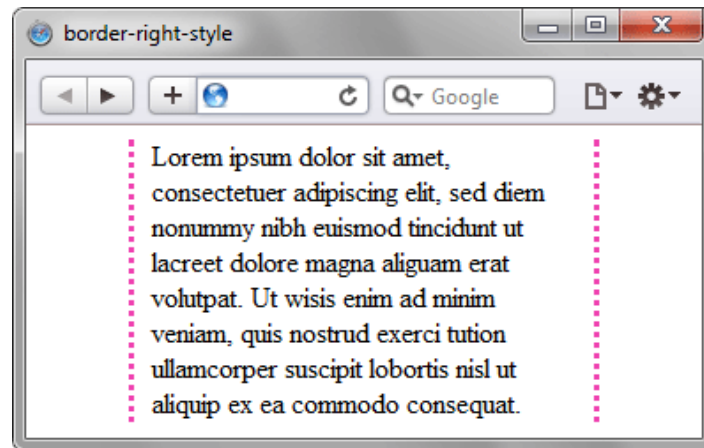 border-right-style
Google
Lorem ipsum dolor sit amet,
consectetuer adipiscing elit, sed diem
nonummy nibh euismod tincidunt ut
lacreet dolore magna aliguam erat
volutpat. Ut wisis enim ad minim
veniam, quis nostrud exerci tution
ullamcorper suscipit lobortis nisl ut
aliquip ex ea commodo consequat.